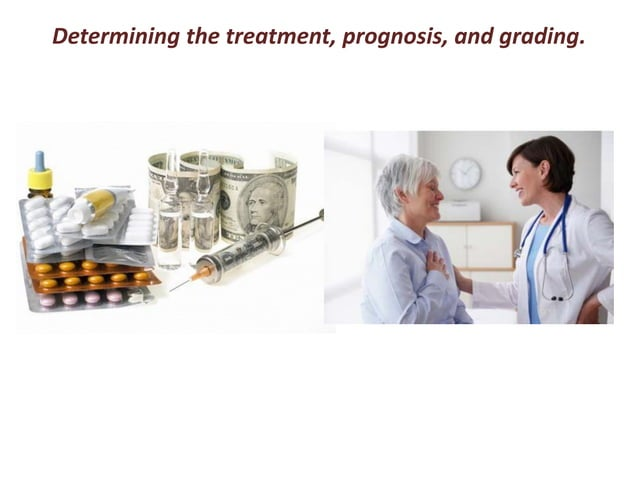 Determining the treatment, prognosis, and grading.